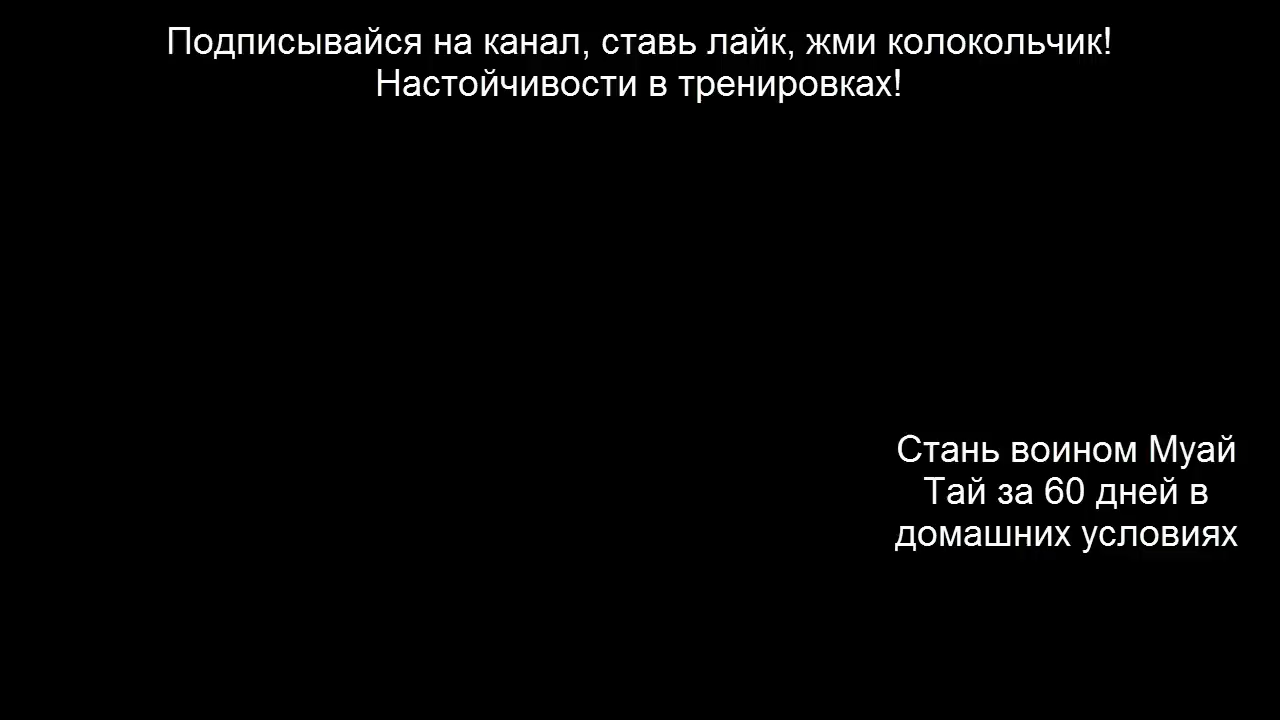 Подписывайся на канал, ставь лайк, жми колокольчик!
Настойчивости в тренировках!
Стань воином Муай
Тай за 60 дней в
домашних условиях